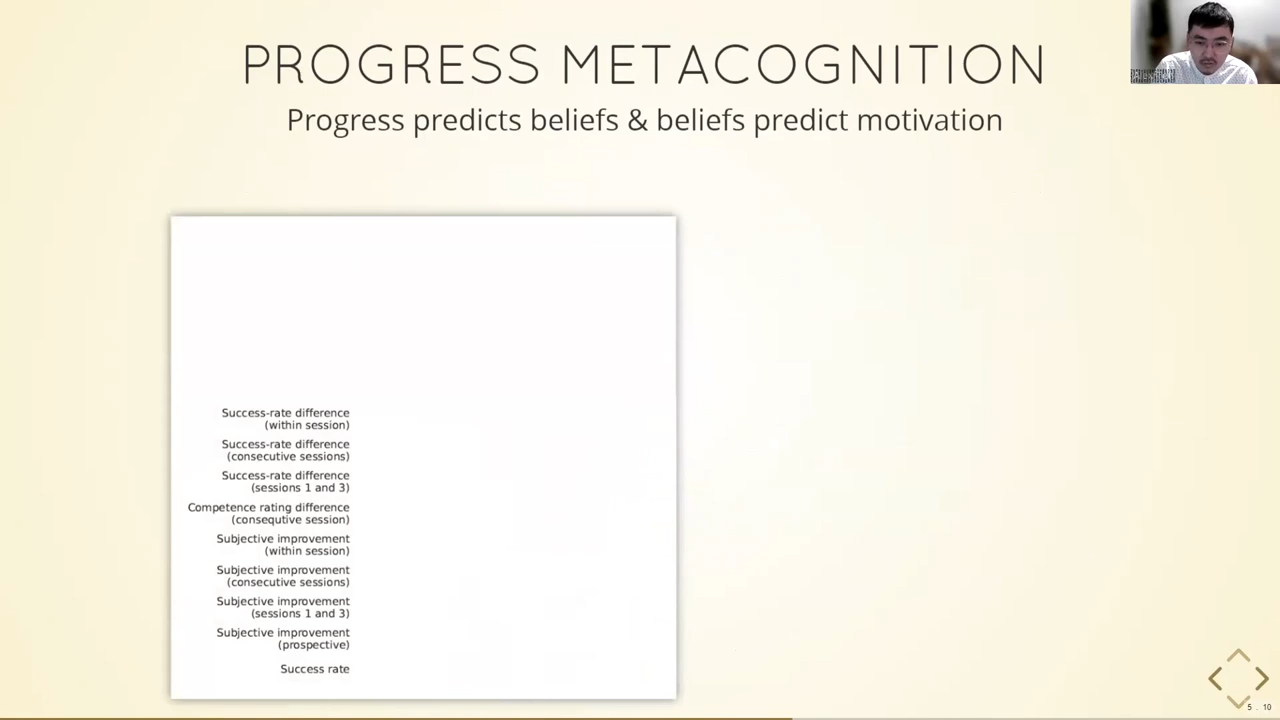 PROGRESS METACOGNITION
Progress predicts beliefs & beliefs predict motivation
Success-rate difference
(within session)
Success-rate difference
(consecutive sessions)
Success-rate difference
(sessions 1 and 3)
Competence rating difference
(consequtive session)
Subjective improvement
(within session)
Subjective improvement
(consecutive sessions)
Subjective improvement
(sessions 1 and 3)
Subjective improvement
(prospective)
Success rate
5 . 10